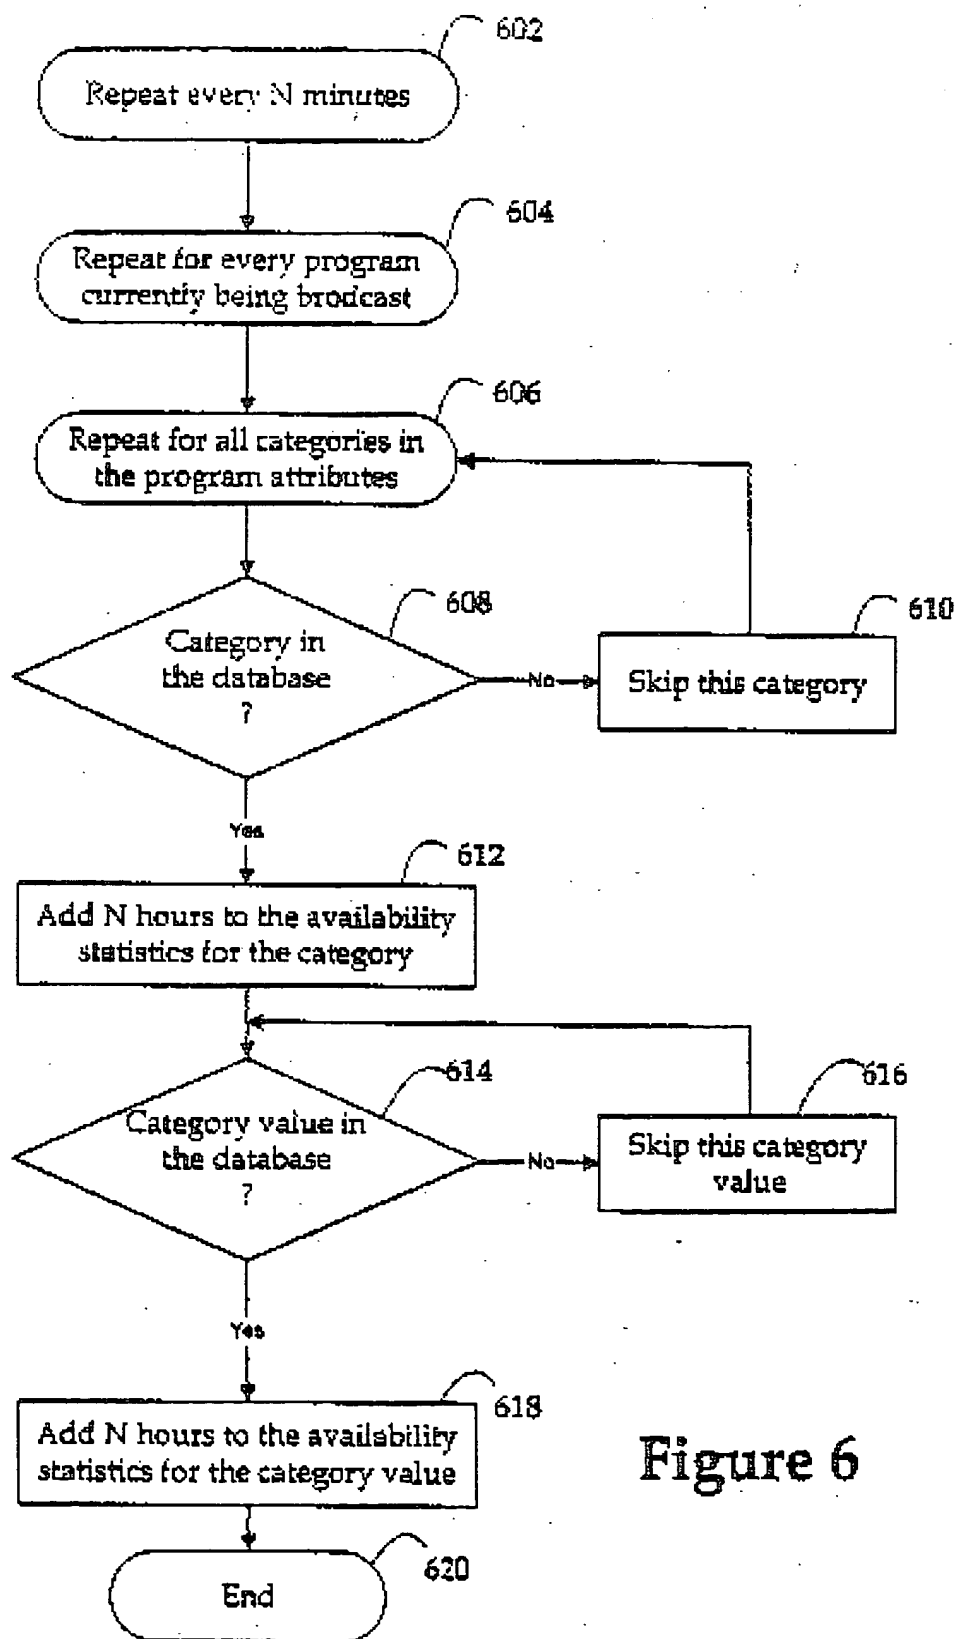 602
Repeat every N minutes
604
Repeat for every program
currently being brodcast
606
Repeat for all categories in
the program attributes
608
Category in
the database
?
No
610
Skip this category
Yes
612
Add N hours to the availability
statistics for the category
614
Category value in
the database
?
No
616
Skip this category
value
Yes
618
Add N hours to the availability
statistics for the category value
Figure 6
620
End